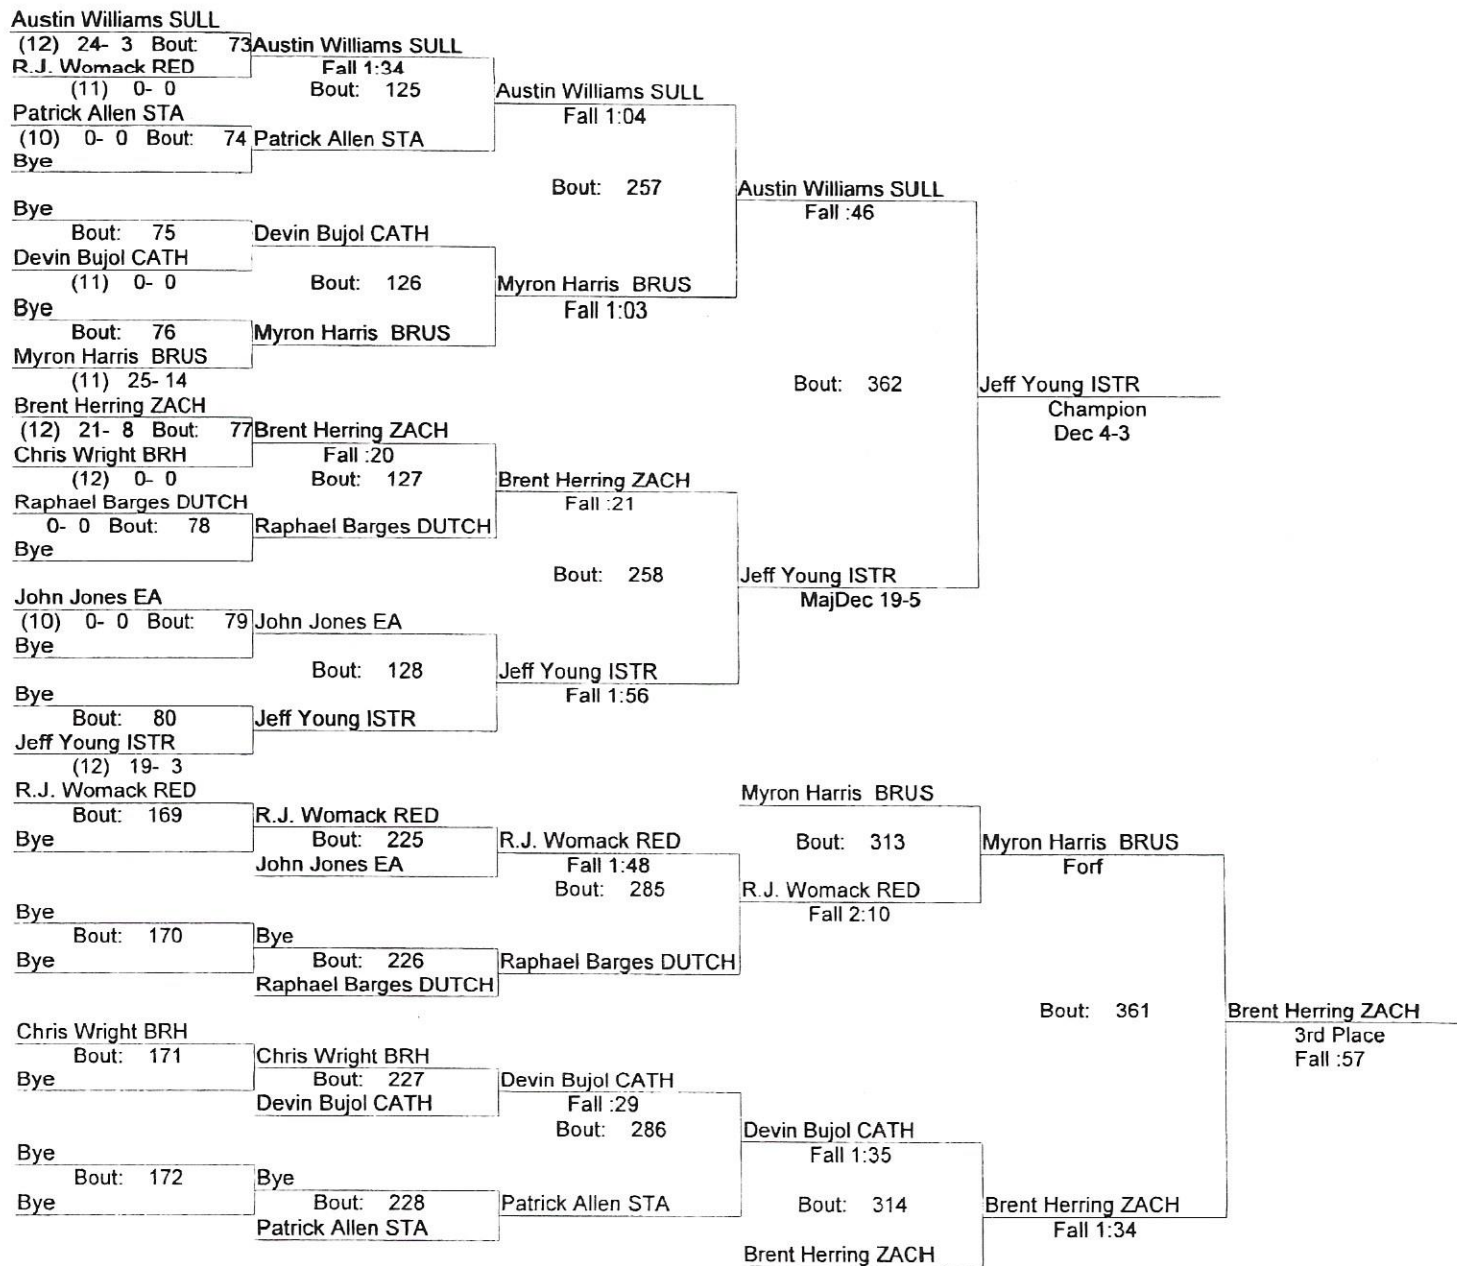 Austin Williams SULL
(12) 24- 3 Bout: 73
R.J. Womack RED
(11) 0- 0
Patrick Allen STA
(10) 0- 0 Bout: 74
Bye
Bye
Bout: 75
Devin Bujol CATH
(11) 0- 0
Bye
Bout: 76
Myron Harris BRUS
(11) 25- 14
Brent Herring ZACH
(12) 21- 8 Bout: 77
Chris Wright BRH
(12) 0- 0
Raphael Barges DUTCH
0- 0 Bout: 78
Bye
John Jones EA
(10) 0- 0 Bout: 79
Bye
Bye
Bout: 80
Jeff Young ISTR
(12) 19- 3
Austin Williams SULL
Fall 1:34
Bout: 125
Patrick Allen STA
Devin Bujol CATH
Bout: 126
Myron Harris BRUS
Brent Herring ZACH
Fall :20
Bout: 127
Raphael Barges DUTCH
John Jones EA
Bout: 128
Jeff Young ISTR
Austin Williams SULL
Fall 1:04
Bout: 257
Myron Harris BRUS
Fall 1:03
Brent Herring ZACH
Fall :21
Bout: 258
Jeff Young ISTR
Fall 1:56
Austin Williams SULL
Fall :46
Bout: 362
Jeff Young ISTR
MajDec 19-5
Jeff Young ISTR
Champion
Dec 4-3
R.J. Womack RED
Bout: 169
Bye
Bye
Bout: 170
Bye
Chris Wright BRH
Bout: 171
Bye
Bye
Bout: 172
Bye
R.J. Womack RED
Bout: 225
John Jones EA
Bye
Bout: 226
Raphael Barges DUTCH
Chris Wright BRH
Bout: 227
Devin Bujol CATH
Bye
Bout: 228
Patrick Allen STA
R.J. Womack RED
Fall 1:48
Bout: 285
Raphael Barges DUTCH
Devin Bujol CATH
Fall :29
Bout: 286
Patrick Allen STA
Myron Harris BRUS
Bout: 313
R.J. Womack RED
Fall 2:10
Devin Bujol CATH
Fall 1:35
Bout: 314
Brent Herring ZACH
Myron Harris BRUS
Forf
Bout: 361
Brent Herring ZACH
Fall 1:34
Brent Herring ZACH
3rd Place
Fall :57